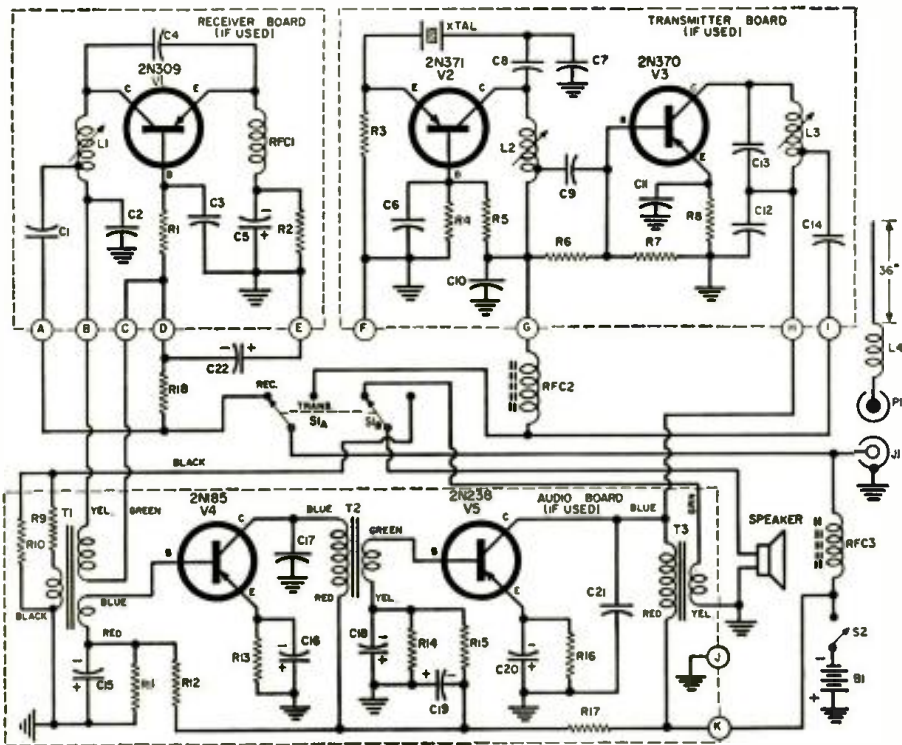 RECEIVER BOARD
(IF USED)
TRANSMITTER BOARD
(IF USED)
C4
2N309
V1
C
E
B
L1
RFC1
C1
C2
R1
C3
C5
- +
R2
XTAL
2N371
V2
E
C
B
C8
C7
R3
L2
C9
C6
R4
R5
C10
2N370
V3
B
C
E
C11
R8
R6
R7
C13
C12
L3
C14
36"
L4
P1
J1
A
B
C
D
E
F
G
H
I
C22
- +
R18
REC.
TRANS.
S1A
S1B
RFC2
BLACK
R9
R10
T1
YEL
GREEN
BLUE
RED
BLACK
2N185
V4
B
C
E
C17
BLUE
T2
GREEN
RED
YEL
2N238
V5
B
C
E
AUDIO BOARD
(IF USED)
BLUE
GRN
T3
RED
YEL
C21
SPEAKER
RFC3
S2
-
B1
+
C15
- +
R11
R12
R13
C16
- +
C18
- +
R14
C19
+ -
R15
C20
- +
R16
R17
J
K